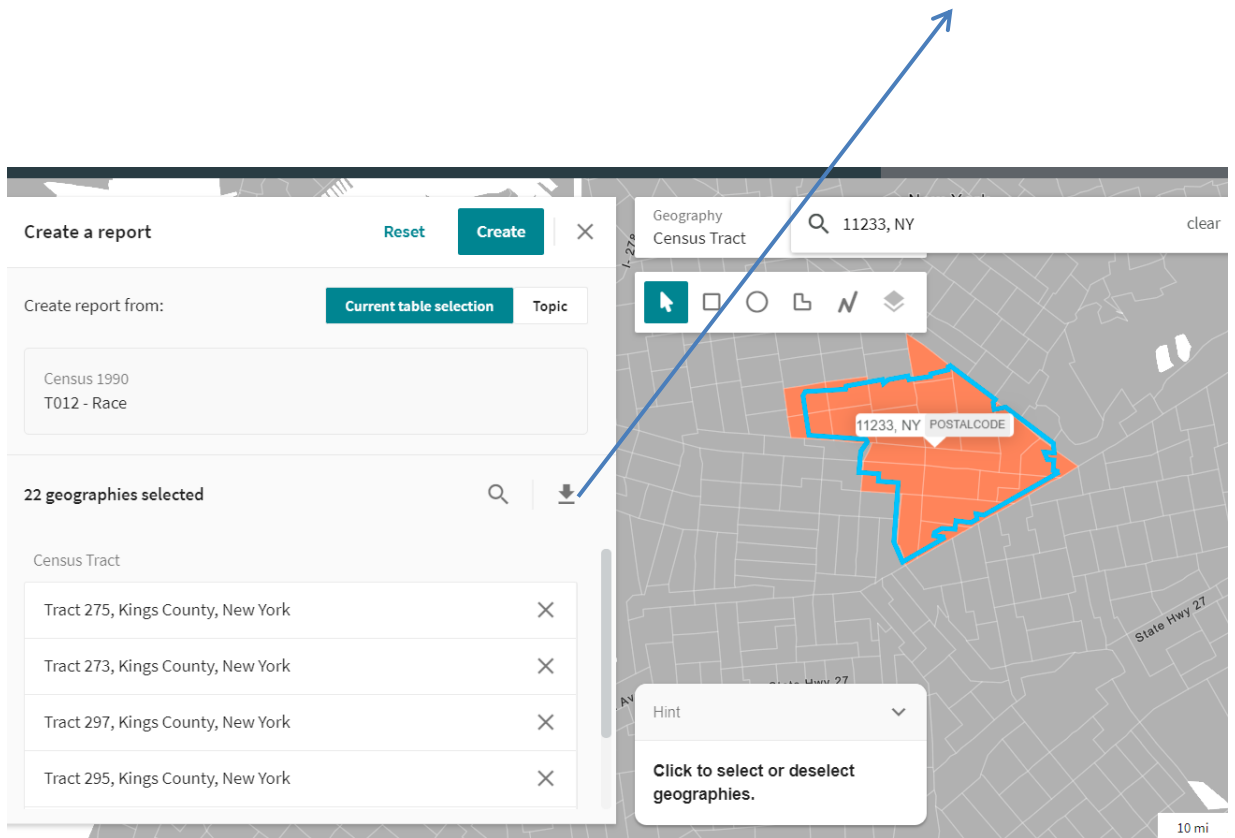 Create a report
Reset
Create
Create report from:
Current table selection
Topic
Census 1990
T012 - Race
22 geographies selected
Census Tract
Tract 275, Kings County, New York
Tract 273, Kings County, New York
Tract 297, Kings County, New York
Tract 295, Kings County, New York
Geography
Census Tract
11233, NY
clear
I- 278
11233, NY POSTALCODE
State Hwy 27
State Hwy 27
Av
Hint
Click to select or deselect
geographies.
10 mi